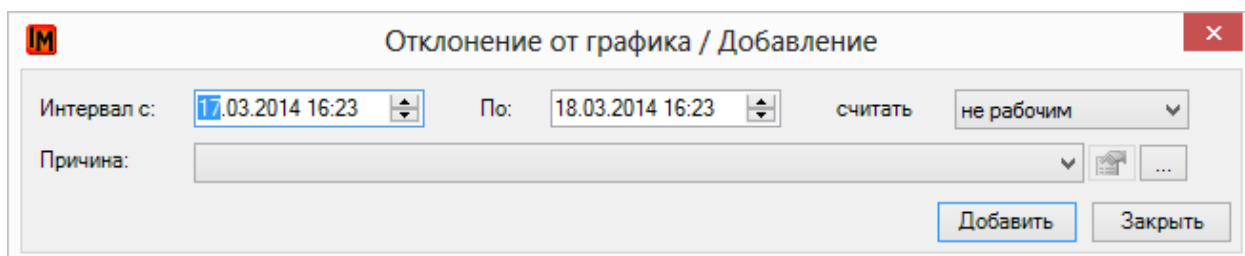 IM Отклонение от графика / Добавление
Интервал с: 17.03.2014 16:23 По: 18.03.2014 16:23 считать не рабочим
Причина: ...
Добавить Закрыть